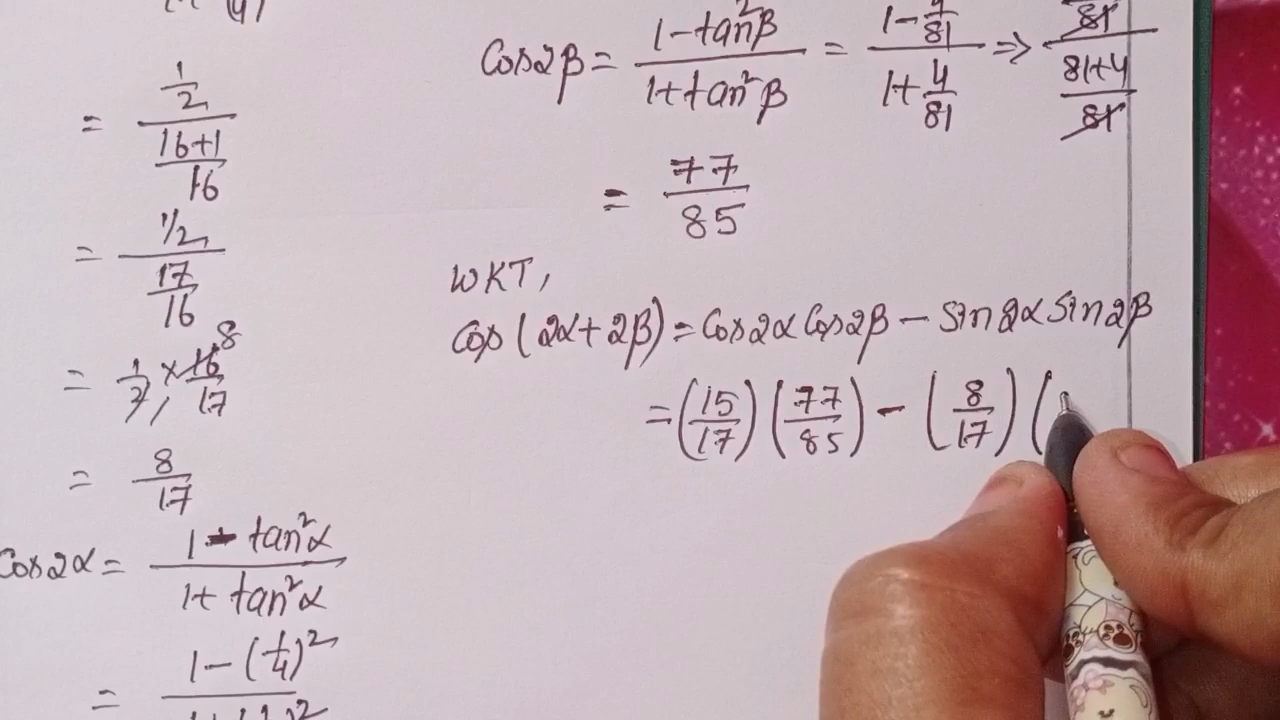 = 1/2 / (16+1)/16
= 1/2 / 17/16
= 1/2 × 16/17 8
= 8/17
Cos2α = 1 - tan²α / 1 + tan²α
= 1 - (1/4)²
Cos2β = 1 - tan²β / 1 + tan²β = 1 - 4/81 / 1 + 4/81 => 81 / (81+4)/81
= 77/85
WKT,
Cos(2α + 2β) = Cos2α Cos2β - Sin2α Sin2β
= (15/17) (77/85) - (8/17) (